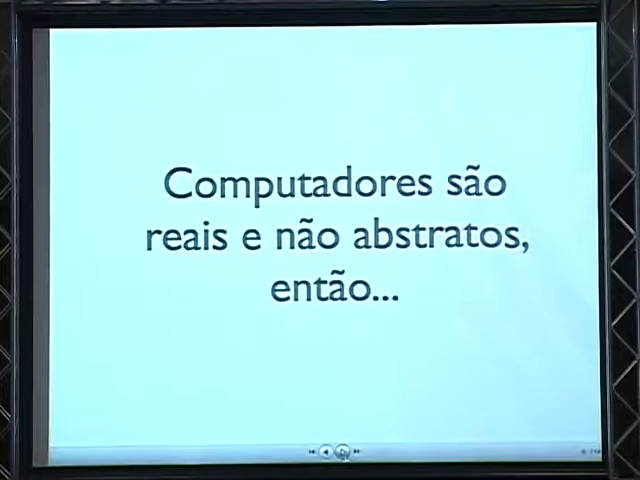 Computadores são
reais e não abstratos,
então...